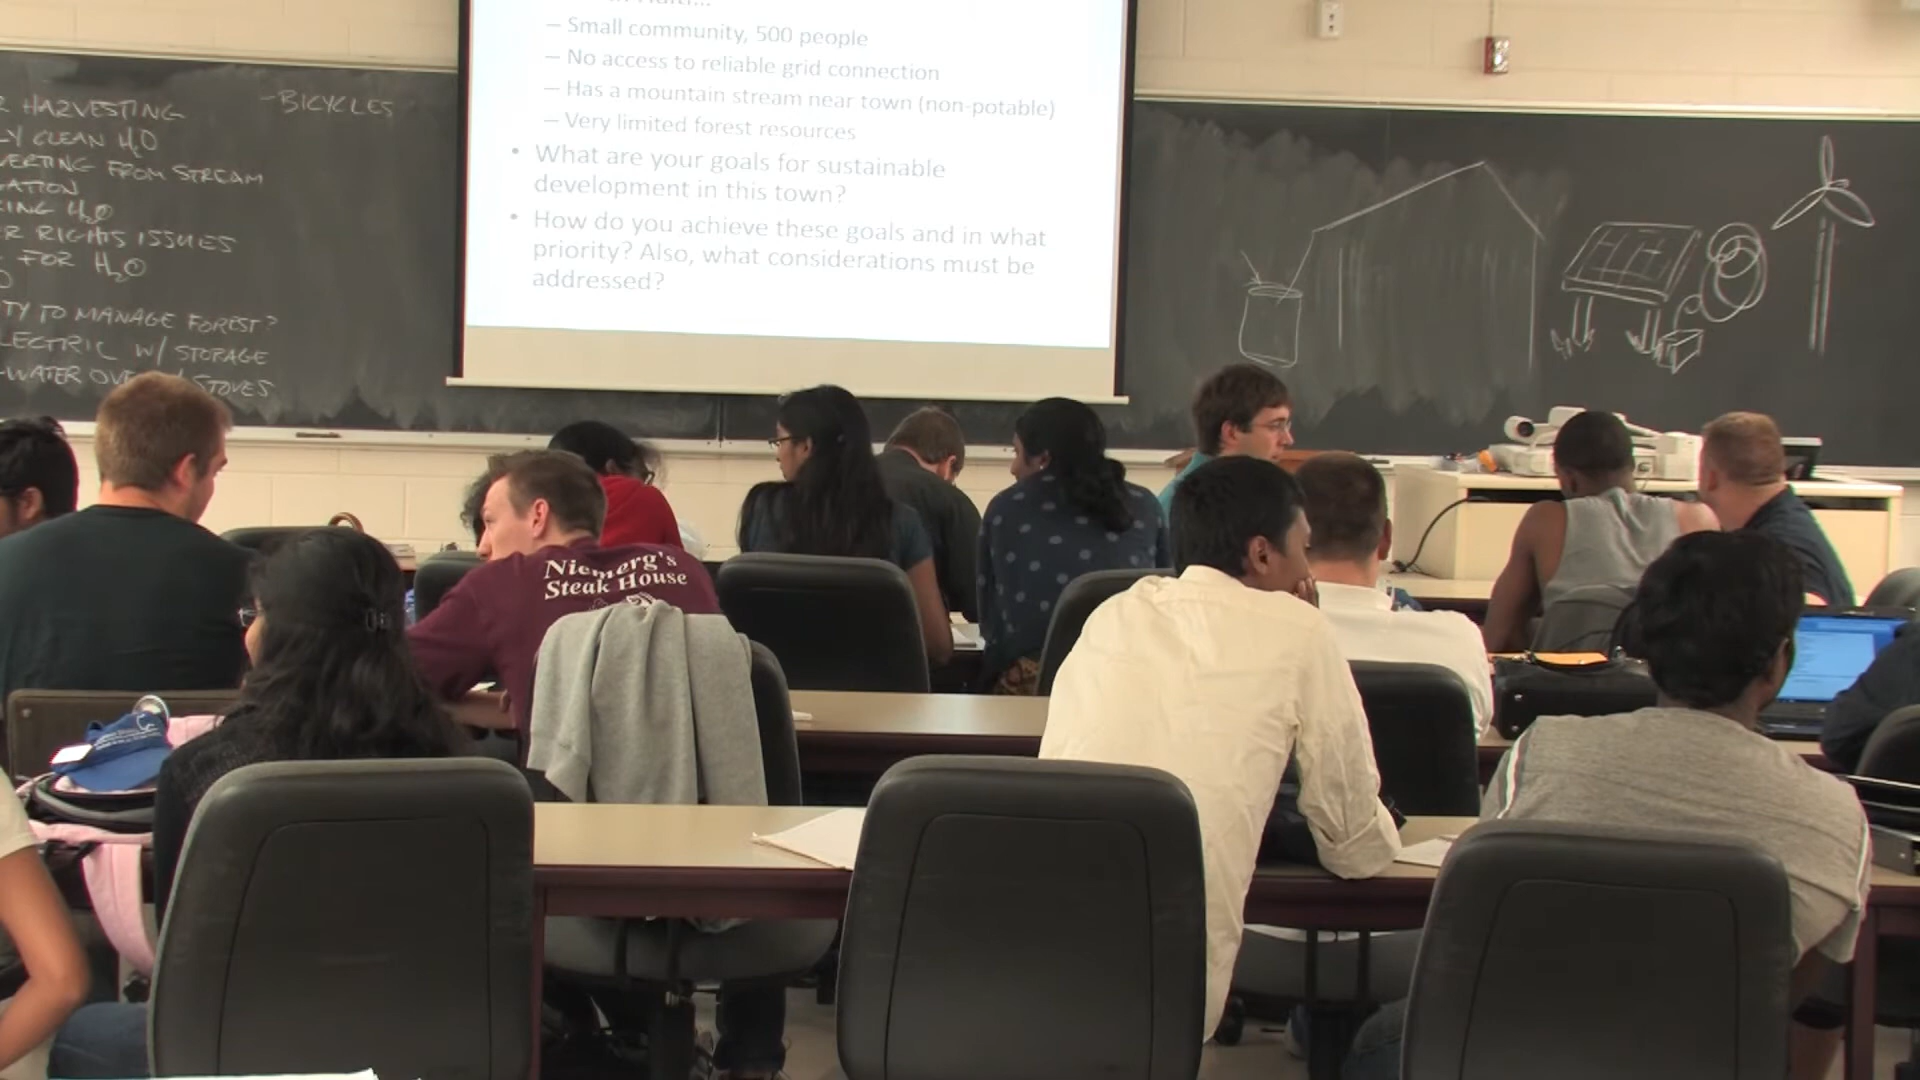 – Small community, 500 people
– No access to reliable grid connection
– Has a mountain stream near town (non-potable)
– Very limited forest resources
• What are your goals for sustainable
development in this town?
• How do you achieve these goals and in what
priority? Also, what considerations must be
addressed?
HARVESTING
CLEAN H2O
FROM STREAM
H2O
RIGHTS ISSUES
FOR H2O
TO MANAGE FOREST?
W/ STORAGE
-WATER
STOVES
-BICYCLES
Niemerg's
Steak House